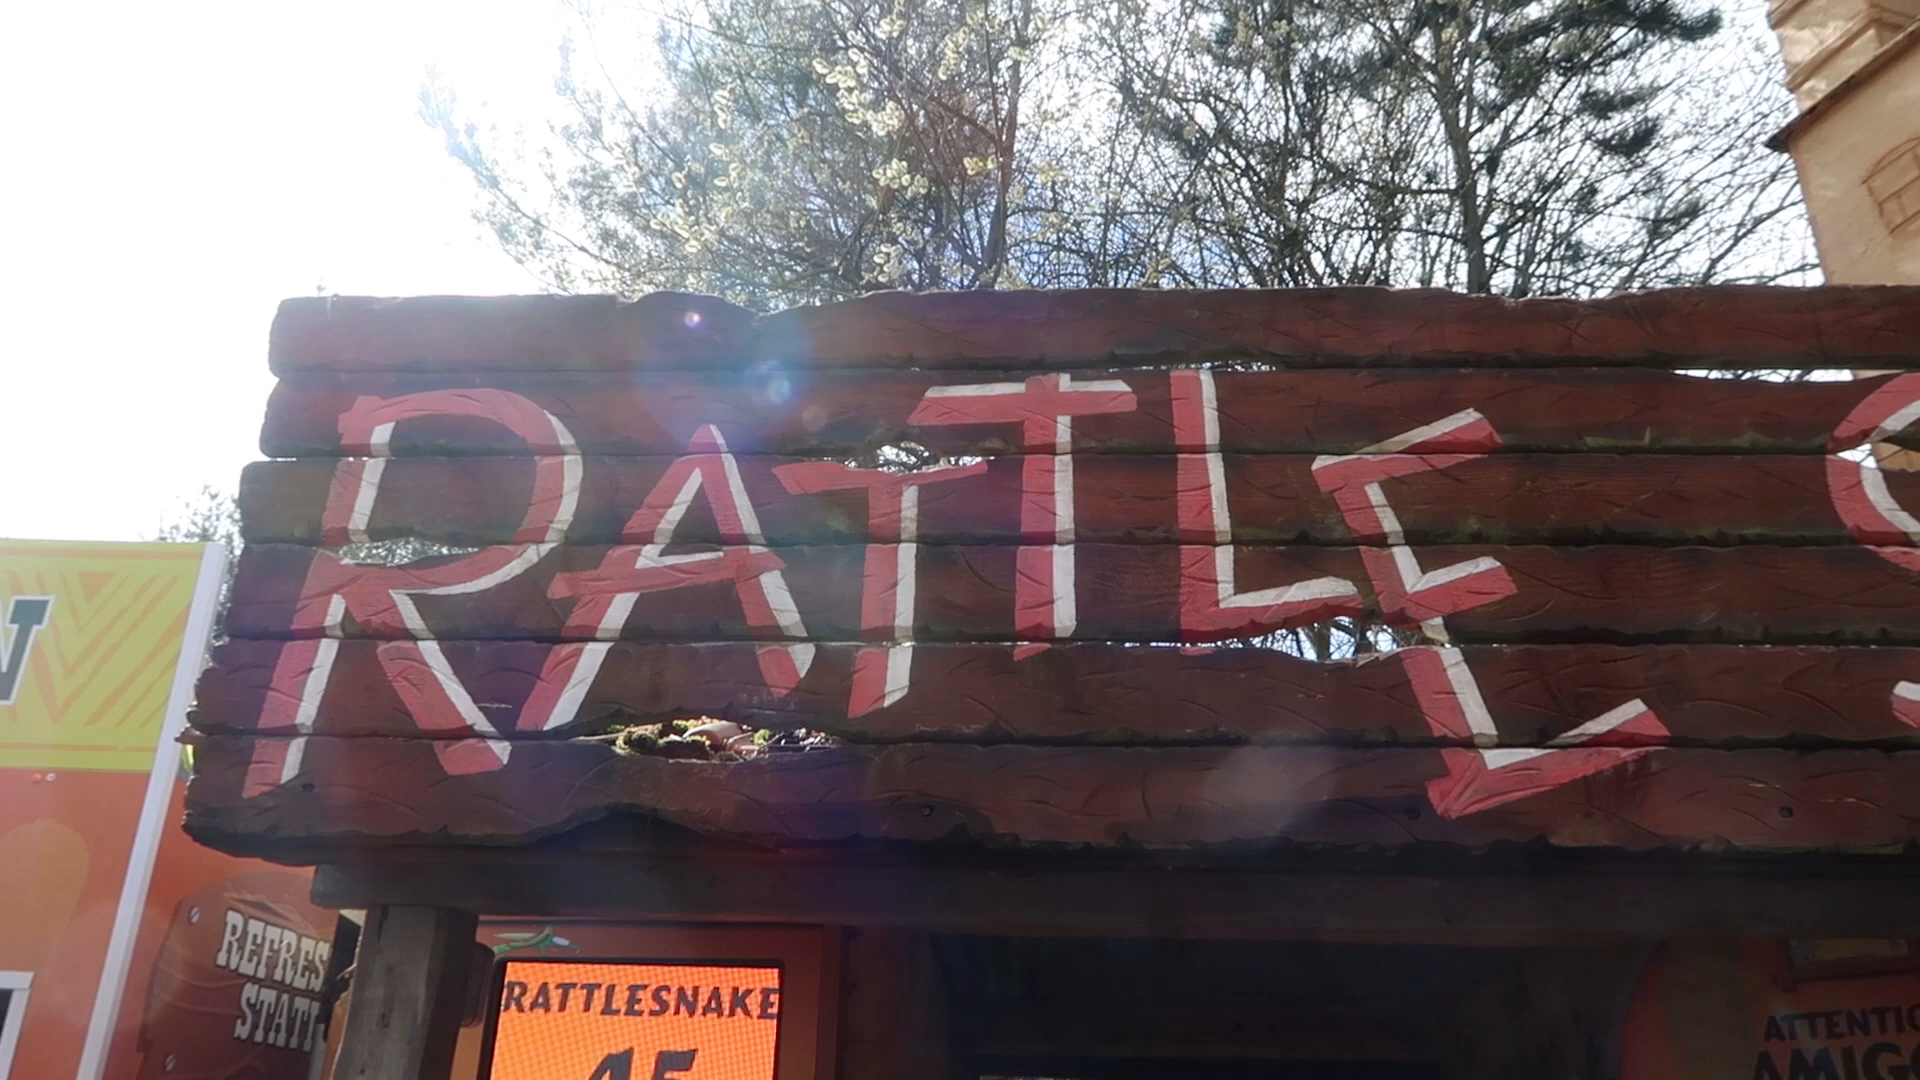 RATTLE S
N
REFRES
STATI
RATTLESNAKE
45
ATTENTIO
AMIGO